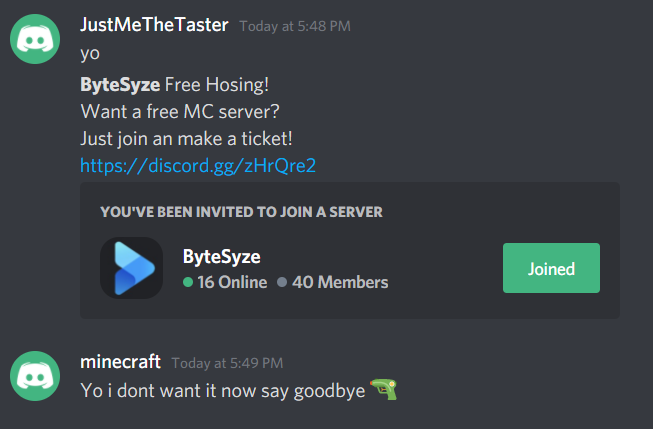 JustMeTheTaster Today at 5:48 PM
yo
ByteSyze Free Hosing!
Want a free MC server?
Just join an make a ticket!
https://discord.gg/zHrQre2
YOU'VE BEEN INVITED TO JOIN A SERVER
ByteSyze
16 Online 40 Members
Joined
minecraft Today at 5:49 PM
Yo i dont want it now say goodbye